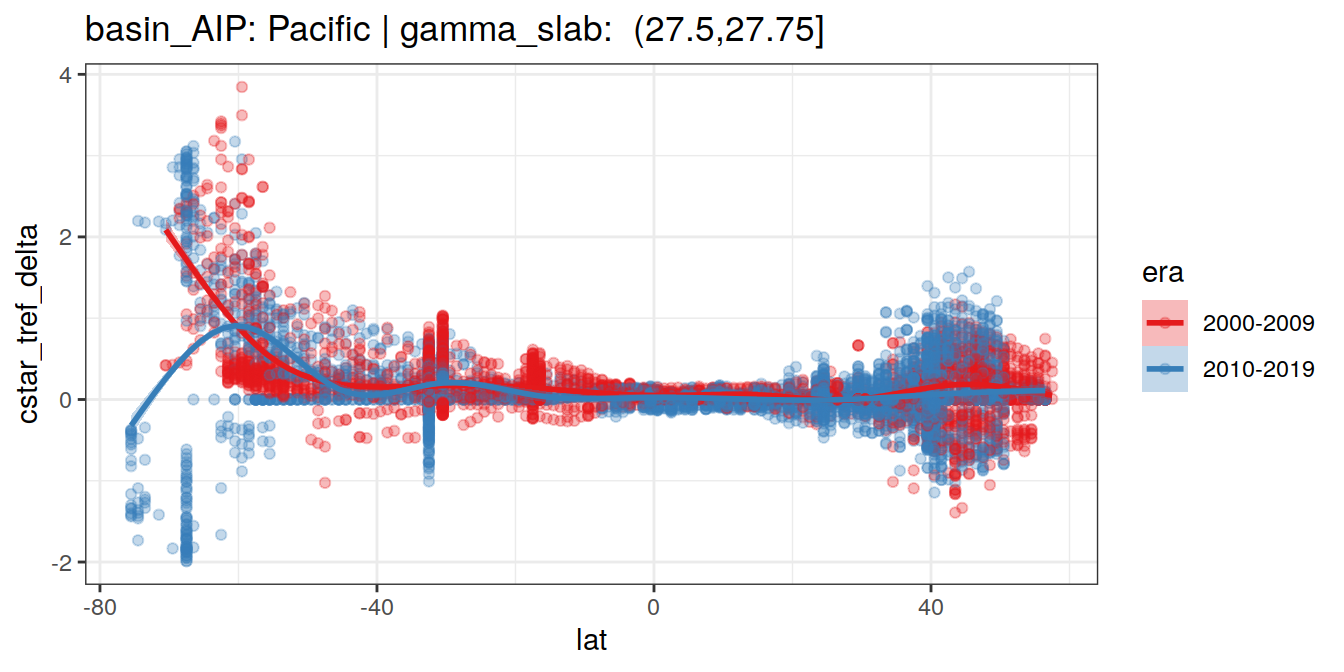 basin_AIP: Pacific | gamma_slab:  (27.5,27.75]
4
2
0
-2
cstar_tref_delta
-80
-40
0
40
lat
era
2000-2009
2010-2019